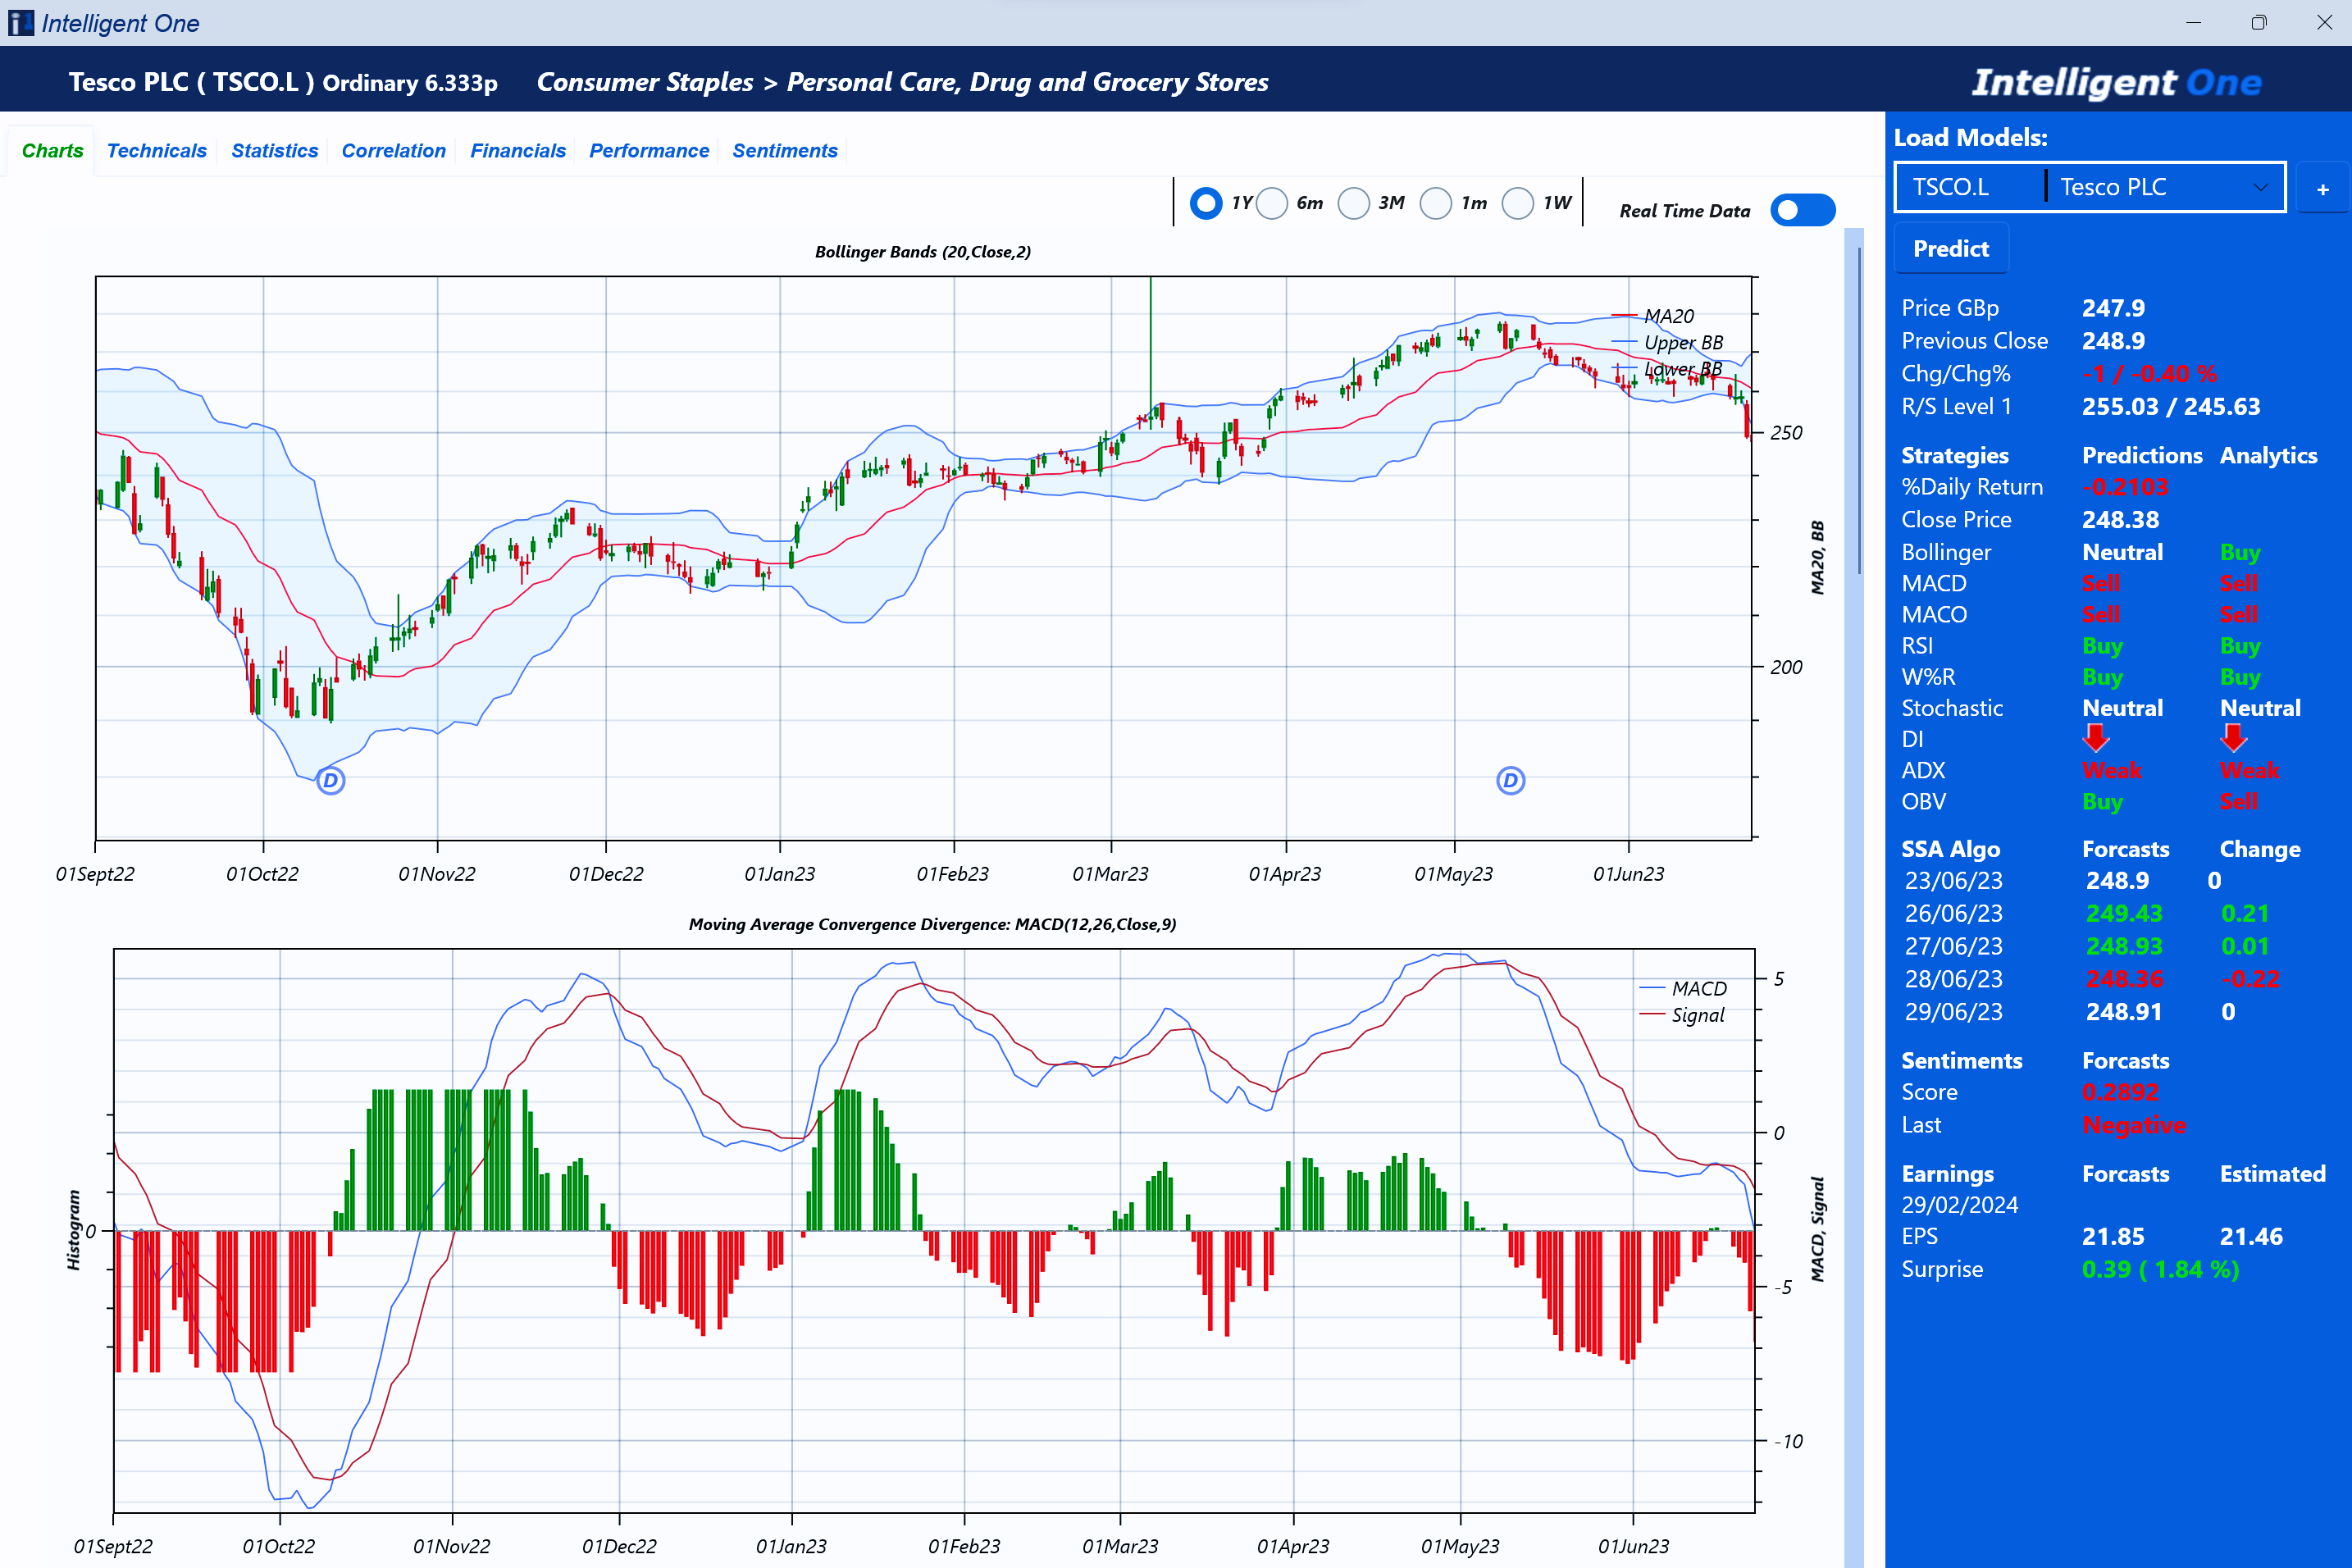 Intelligent One
Tesco PLC ( TSCO.L ) Ordinary 6.333p Consumer Staples > Personal Care, Drug and Grocery Stores
Intelligent One
Charts Technicals Statistics Correlation Financials Performance Sentiments
1Y 6m 3M 1m 1W Real Time Data
Bollinger Bands (20,Close,2)
MA20
Upper BB
Lower BB
250
200
MA20, BB
D D
01Sept22 01Oct22 01Nov22 01Dec22 01Jan23 01Feb23 01Mar23 01Apr23 01May23 01Jun23
Moving Average Convergence Divergence: MACD(12,26,Close,9)
MACD
Signal
5
0
-5
-10
0
Histogram
MACD, Signal
01Sept22 01Oct22 01Nov22 01Dec22 01Jan23 01Feb23 01Mar23 01Apr23 01May23 01Jun23
Load Models:
TSCO.L Tesco PLC +
Predict
Price GBp 247.9
Previous Close 248.9
Chg/Chg% -1 / -0.40 %
R/S Level 1 255.03 / 245.63
Strategies Predictions Analytics
%Daily Return -0.2103
Close Price 248.38
Bollinger Neutral Buy
MACD Sell Sell
MACO Sell Sell
RSI Buy Buy
W%R Buy Buy
Stochastic Neutral Neutral
DI
ADX Weak Weak
OBV Buy Sell
SSA Algo Forcasts Change
23/06/23 248.9 0
26/06/23 249.43 0.21
27/06/23 248.93 0.01
28/06/23 248.36 -0.22
29/06/23 248.91 0
Sentiments Forcasts
Score 0.2892
Last Negative
Earnings Forcasts Estimated
29/02/2024
EPS 21.85 21.46
Surprise 0.39 ( 1.84 %)